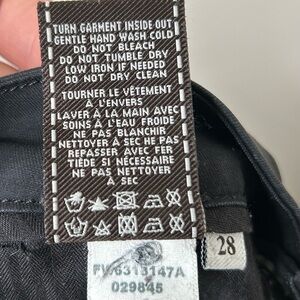 TURN GARMENT INSIDE OUT
GENTLE HAND WASH COLD
DO NOT BLEACH
DO NOT TUMBLE DRY
LOW IRON IF NEEDED
DO NOT DRY CLEAN
TOURNER LE VÊTEMENT
À L'ENVERS
LAVER À LA MAIN AVEC
SOINS À L'EAU FROIDE
NE PAS BLANCHIR
NETTOYER À SEC NE PAS
REPASSER AVEC FER
TIÈDE SI NÉCESSAIRE
NE PAS NETTOYER
À SEC
28
029845